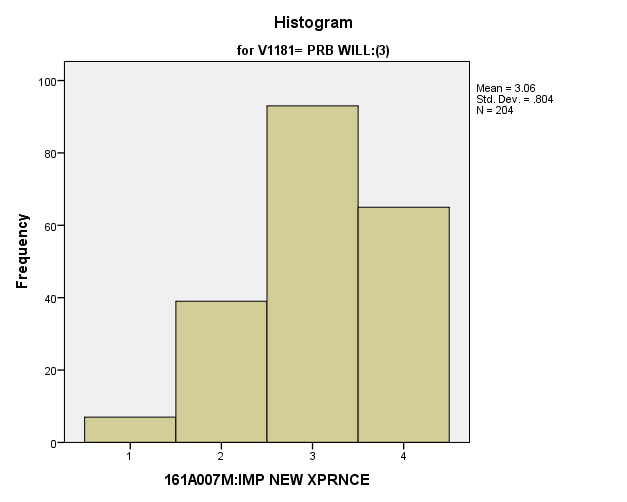 Histogram
for V1181= PRB WILL:(3)
Mean = 3.06
Std. Dev. = .804
N = 204
Frequency
100
80
60
40
20
0
1 2 3 4
161A007M:IMP NEW XPRNCE